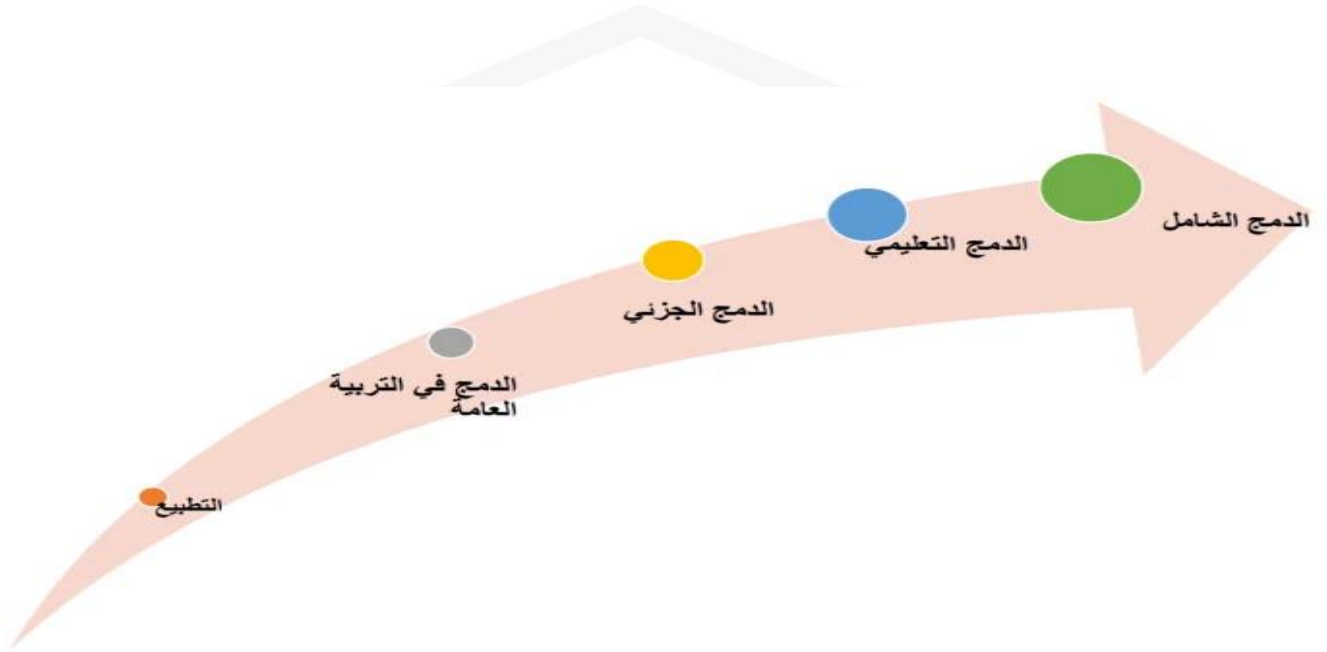 الدمج الشامل
الدمج التعليمي
الدمج الجزئي
الدمج في التربية
العامة
التطبيع